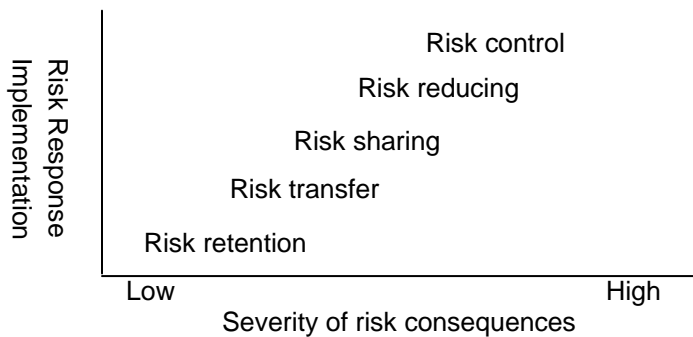 Risk Response
Implementation
Risk control
Risk reducing
Risk sharing
Risk transfer
Risk retention
Low
High
Severity of risk consequences